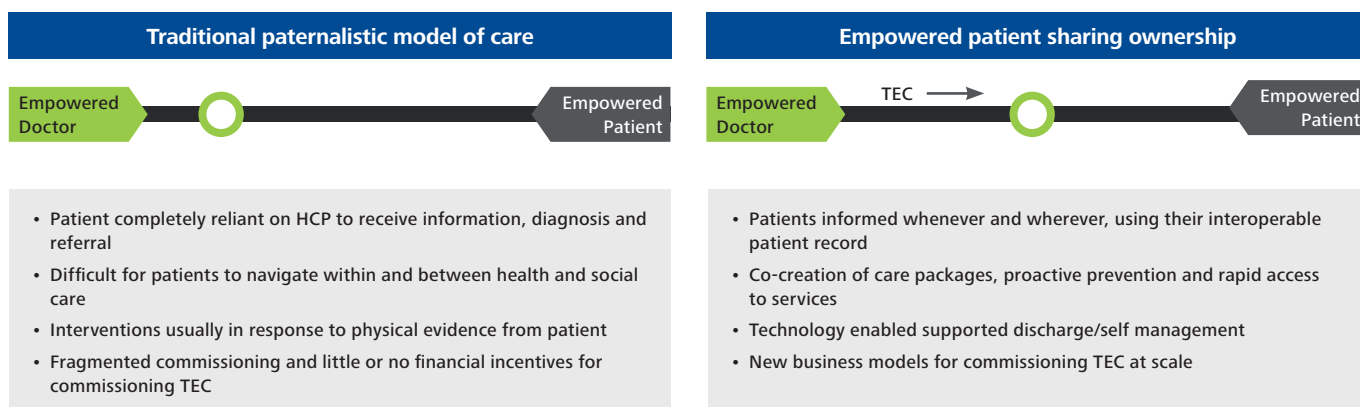 Traditional paternalistic model of care
Empowered
Doctor
Empowered
Patient
• Patient completely reliant on HCP to receive information, diagnosis and
referral
• Difficult for patients to navigate within and between health and social
care
• Interventions usually in response to physical evidence from patient
• Fragmented commissioning and little or no financial incentives for
commissioning TEC
Empowered patient sharing ownership
Empowered
Doctor
TEC
Empowered
Patient
• Patients informed whenever and wherever, using their interoperable
patient record
• Co-creation of care packages, proactive prevention and rapid access
to services
• Technology enabled supported discharge/self management
• New business models for commissioning TEC at scale